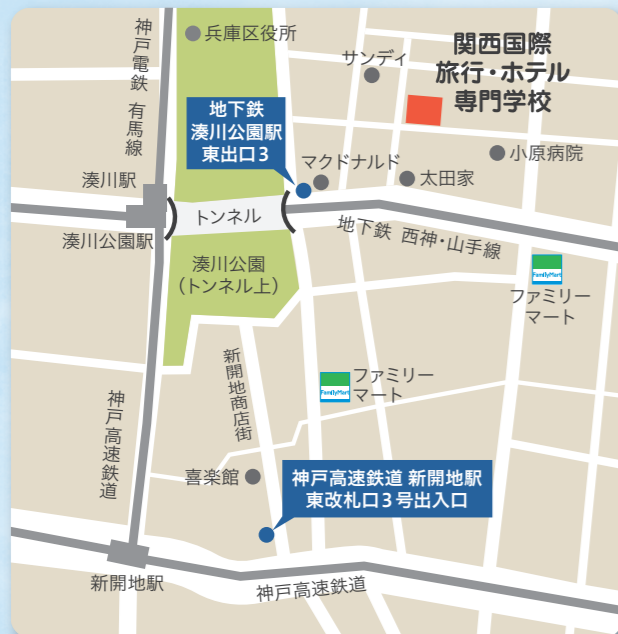 兵庫区役所
神戸電鉄 有馬線
サンディ
関西国際
旅行・ホテル
専門学校
地下鉄
湊川公園駅
東出口3
マクドナルド
太田家
小原病院
湊川駅
湊川公園駅
トンネル
地下鉄 西神・山手線
湊川公園
(トンネル上)
FamilyMart
ファミリー
マート
新開地商店街
FamilyMart
ファミリー
マート
神戸高速鉄道
喜楽館
神戸高速鉄道 新開地駅
東改札口3号出入口
新開地駅
神戸高速鉄道